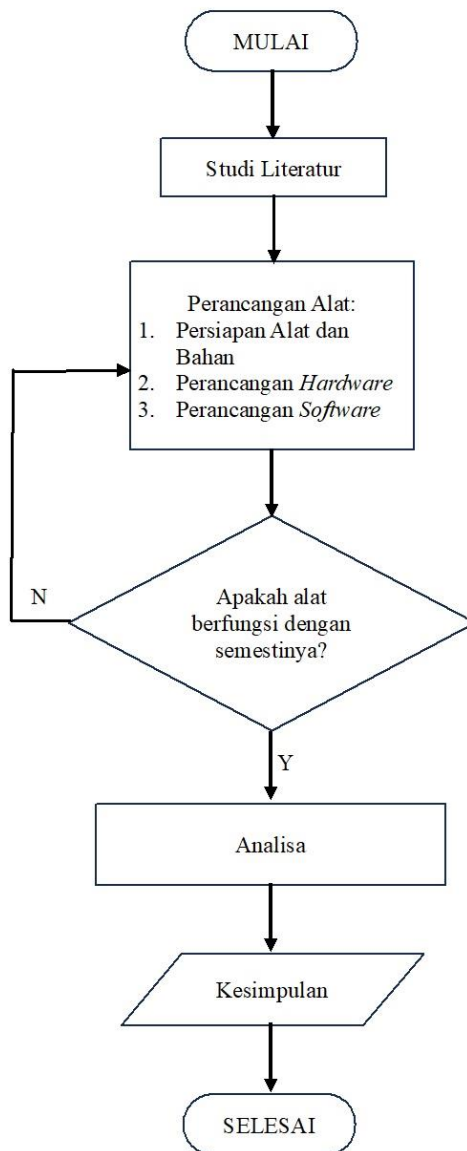 MULAI
Studi Literatur
Perancangan Alat:
1. Persiapan Alat dan
Bahan
2. Perancangan Hardware
3. Perancangan Software
N
Apakah alat
berfungsi dengan
semestinya?
Y
Analisa
Kesimpulan
SELESAI